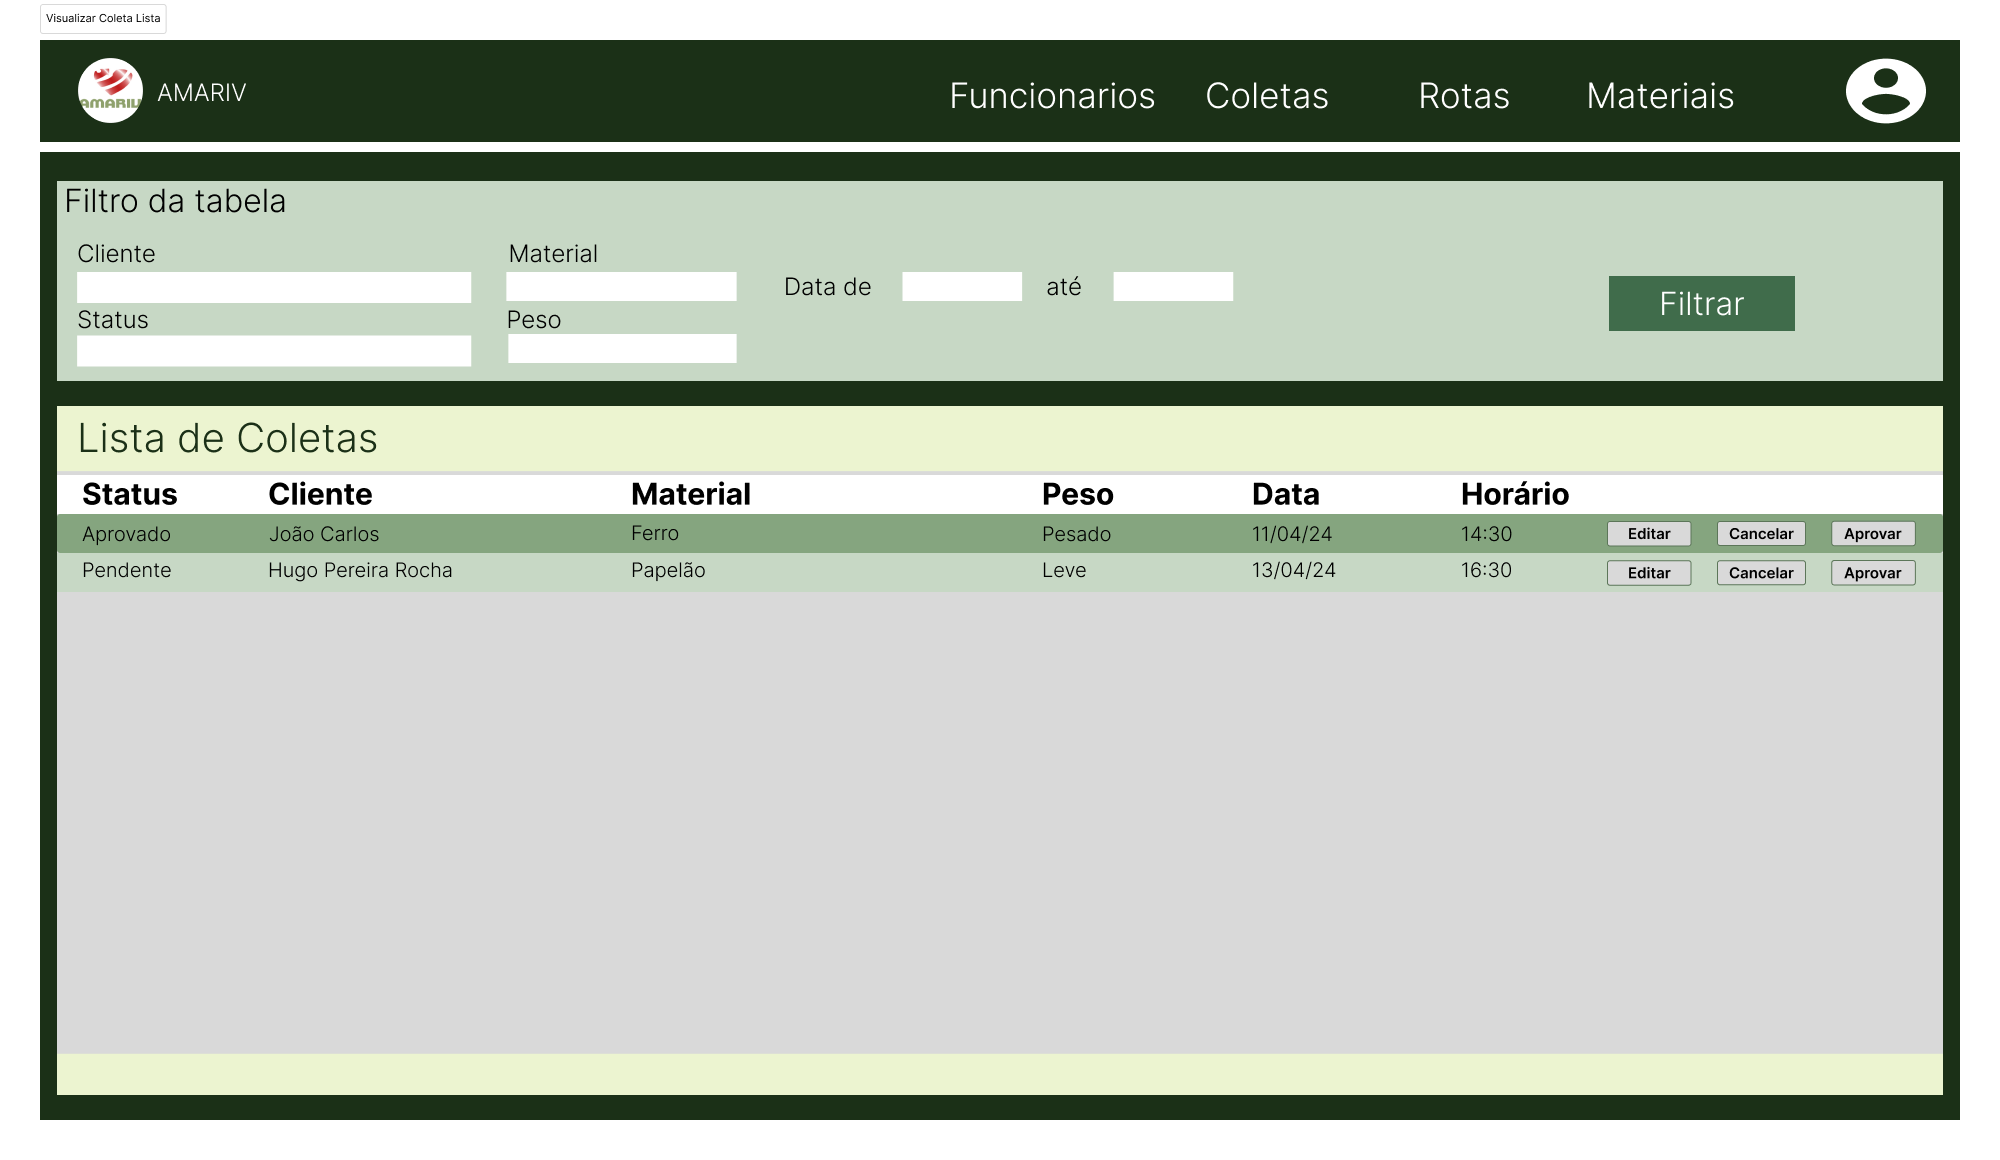 Visualizar Coleta Lista
AMARIV AMARIV Funcionarios Coletas Rotas Materiais
Filtro da tabela
Cliente Material
Data de até Filtrar
Status Peso
Lista de Coletas
Status Cliente Material Peso Data Horário
Aprovado João Carlos Ferro Pesado 11/04/24 14:30 Editar Cancelar Aprovar
Pendente Hugo Pereira Rocha Papelão Leve 13/04/24 16:30 Editar Cancelar Aprovar